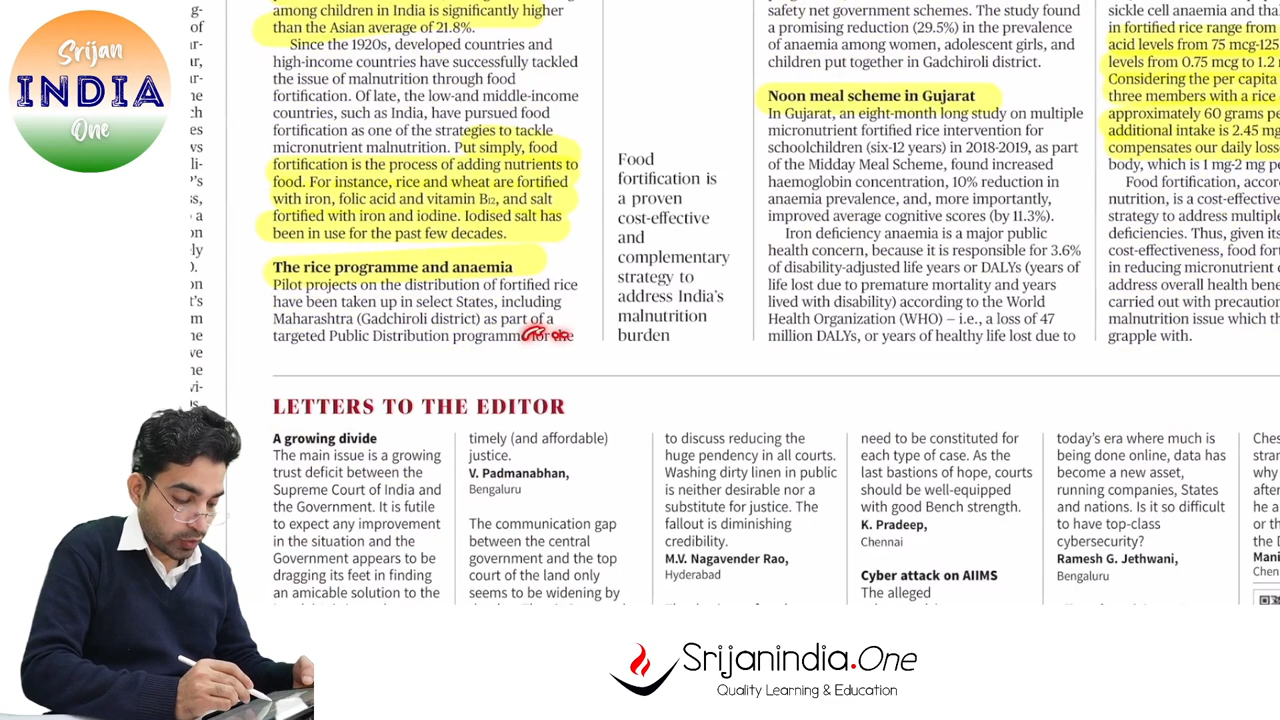 Srijan
INDIA
One
among children in India is significantly higher
than the Asian average of 21.8%.
Since the 1920s, developed countries and
high-income countries have successfully tackled
the issue of malnutrition through food
fortification. Of late, the low-and middle-income
countries, such as India, have pursued food
fortification as one of the strategies to tackle
micronutrient malnutrition. Put simply, food
fortification is the process of adding nutrients to
food. For instance, rice and wheat are fortified
with iron, folic acid and vitamin B12, and salt
fortified with iron and iodine. Iodised salt has
been in use for the past few decades.
The rice programme and anaemia
Pilot projects on the distribution of fortified rice
have been taken up in select States, including
Maharashtra (Gadchiroli district) as part of a
targeted Public Distribution programme for the
Food
fortification is
a proven
cost-effective
and
complementary
strategy to
address India's
malnutrition
burden
safety net government schemes. The study found
a promising reduction (29.5%) in the prevalence
of anaemia among women, adolescent girls, and
children put together in Gadchiroli district.
Noon meal scheme in Gujarat
In Gujarat, an eight-month long study on multiple
micronutrient fortified rice intervention for
schoolchildren (six-12 years) in 2018-2019, as part
of the Midday Meal Scheme, found increased
haemoglobin concentration, 10% reduction in
anaemia prevalence, and, more importantly,
improved average cognitive scores (by 11.3%).
Iron deficiency anaemia is a major public
health concern, because it is responsible for 3.6%
of disability-adjusted life years or DALYs (years of
life lost due to premature mortality and years
lived with disability) according to the World
Health Organization (WHO) — i.e., a loss of 47
million DALYs, or years of healthy life lost due to
sickle cell anaemia and tha
in fortified rice range from
acid levels from 75 mcg-125
levels from 0.75 mcg to 1.2
Considering the per capita
three members with a rice
approximately 60 grams pe
additional intake is 2.45 mg
compensates our daily loss
body, which is 1 mg-2 mg pe
Food fortification, accor
nutrition, is a cost-effective
strategy to address multiple
deficiencies. Thus, given its
cost-effectiveness, food fort
in reducing micronutrient d
address overall health bene
carried out with precaution
malnutrition issue which th
grapple with.
LETTERS TO THE EDITOR
A growing divide
The main issue is a growing
trust deficit between the
Supreme Court of India and
the Government. It is futile
to expect any improvement
in the situation and the
Government appears to be
dragging its feet in finding
an amicable solution to the
timely (and affordable)
justice.
V. Padmanabhan,
Bengaluru
The communication gap
between the central
government and the top
court of the land only
seems to be widening by
to discuss reducing the
huge pendency in all courts.
Washing dirty linen in public
is neither desirable nor a
substitute for justice. The
fallout is diminishing
credibility.
M.V. Nagavender Rao,
Hyderabad
need to be constituted for
each type of case. As the
last bastions of hope, courts
should be well-equipped
with good Bench strength.
K. Pradeep,
Chennai
Cyber attack on AIIMS
The alleged
today's era where much is
being done online, data has
become a new asset,
running companies, States
and nations. Is it so difficult
to have top-class
cybersecurity?
Ramesh G. Jethwani,
Bengaluru
Ches
stran
why
after
he a
or th
the D
Mani
Chen
Srijanindia.One
Quality Learning & Education